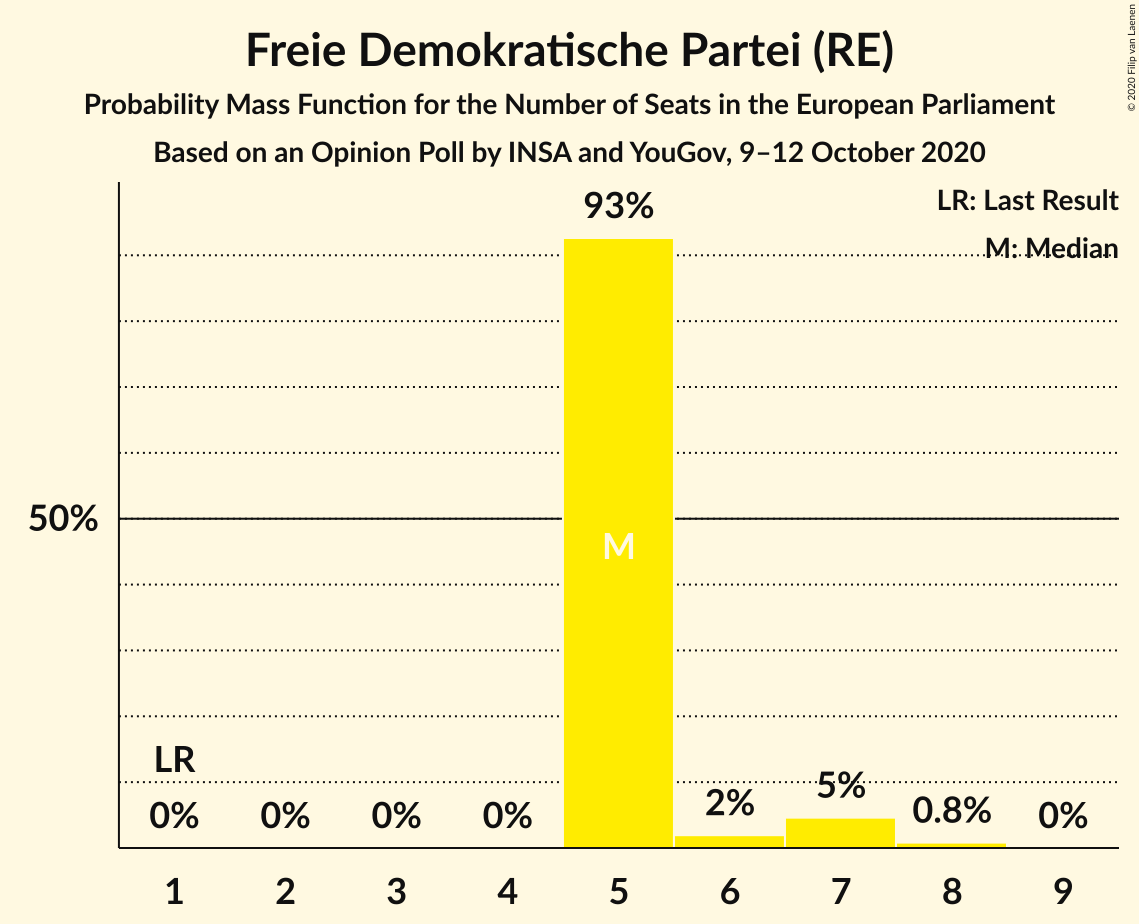 Freie Demokratische Partei (RE)
Probability Mass Function for the Number of Seats in the European Parliament
Based on an Opinion Poll by INSA and YouGov, 9–12 October 2020
© 2020 Filip van Laenen
LR: Last Result
M: Median
93%
50%
M
LR
0%
0%
0%
0%
2%
5%
0.8%
0%
1
2
3
4
5
6
7
8
9